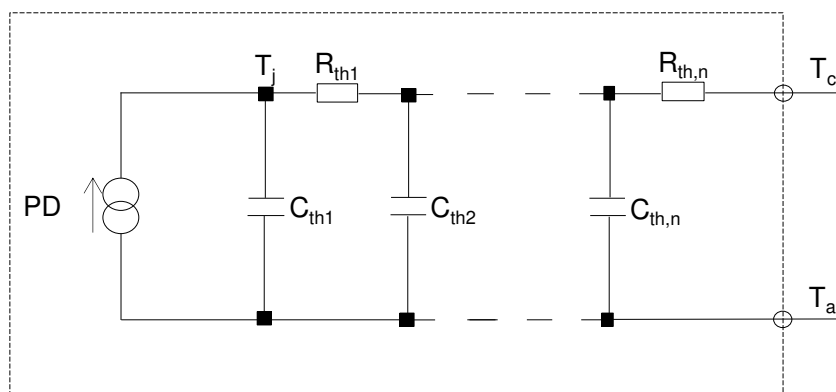 T_j
R_th1
R_th,n
T_c
PD
C_th1
C_th2
C_th,n
T_a